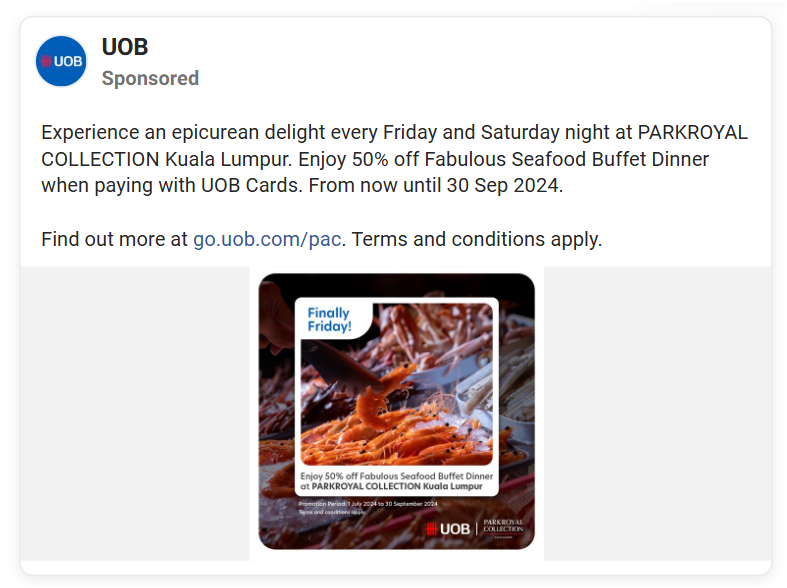 UOB
UOB
Sponsored
Experience an epicurean delight every Friday and Saturday night at PARKROYAL
COLLECTION Kuala Lumpur. Enjoy 50% off Fabulous Seafood Buffet Dinner
when paying with UOB Cards. From now until 30 Sep 2024.
Find out more at go.uob.com/pac. Terms and conditions apply.
Finally
Friday!
Enjoy 50% off Fabulous Seafood Buffet Dinner
at PARKROYAL COLLECTION Kuala Lumpur
Promotion Period: 1 July 2024 to 30 September 2024
Terms and conditions apply.
UOB
PARKROYAL
COLLECTION